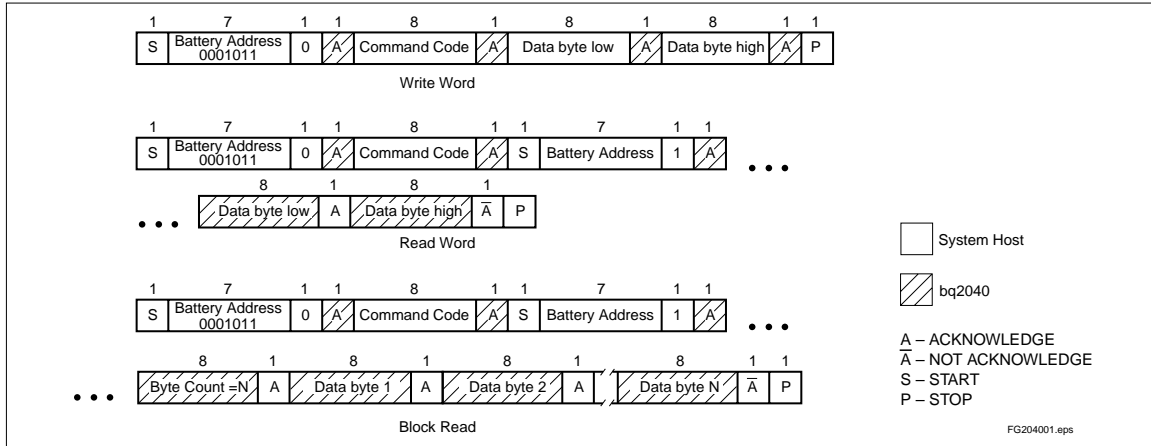 1 7 1 1 8 1 8 1 8 1 1
S Battery Address 0001011 0 A Command Code A Data byte low A Data byte high A P
Write Word
1 7 1 1 8 1 1 7 1 1
S Battery Address 0001011 0 A Command Code A S Battery Address 1 A • • •
8 1 8 1
• • • Data byte low A Data byte high A̅ P
Read Word
System Host
bq2040
1 7 1 1 8 1 1 7 1 1
S Battery Address 0001011 0 A Command Code A S Battery Address 1 A • • •
8 1 8 1 8 1 8 1 1
• • • Byte Count =N A Data byte 1 A Data byte 2 A Data byte N A̅ P
Block Read
A – ACKNOWLEDGE
A̅ – NOT ACKNOWLEDGE
S – START
P – STOP
FG204001.eps